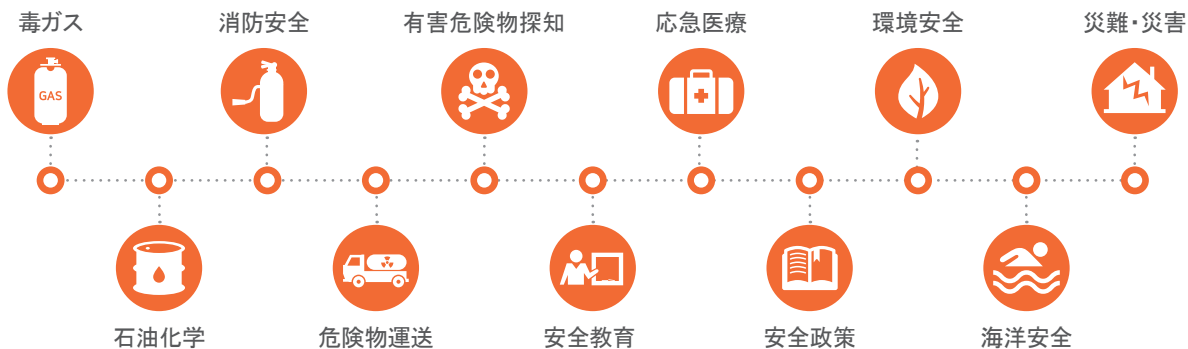 毒ガス
消防安全
有害危険物探知
応急医療
環境安全
災難・災害
GAS
石油化学
危険物運送
安全教育
安全政策
海洋安全